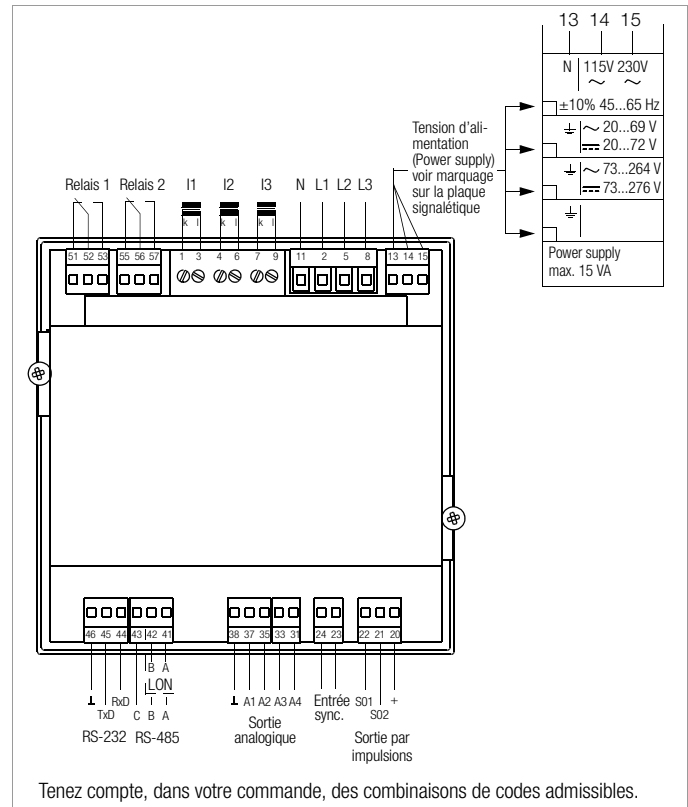 13 14 15
N 115V 230V
~ ~
±10% 45...65 Hz
⏚ ~ 20...69 V
⎓ 20...72 V
⏚ ~ 73...264 V
⎓ 73...276 V
⏚
Power supply
max. 15 VA
Tension d'ali-
mentation
(Power supply)
voir marquage
sur la plaque
signalétique
Relais 1 Relais 2 I1 I2 I3 N L1 L2 L3
k l k l k l
51 52 53 55 56 57 1 3 4 6 7 9 11 2 5 8 13 14 15
46 45 44 43 42 41 38 37 35 33 31 24 23 22 21 20
B A
LON
⊥ TxD RxD C B A
RS-232 RS-485
⊥ A1 A2 A3 A4
Sortie
analogique
Entrée
sync.
S01 S02 +
Sortie par
impulsions
Tenez compte, dans votre commande, des combinaisons de codes admissibles.